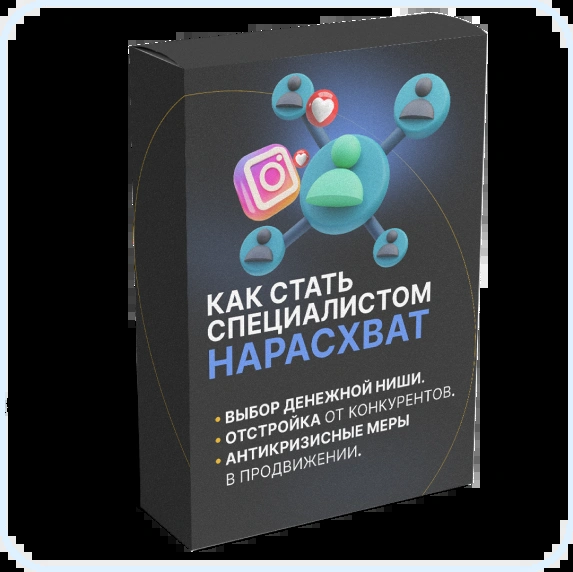 КАК СТАТЬ
СПЕЦИАЛИСТОМ
НАРАСХВАТ
• ВЫБОР ДЕНЕЖНОЙ НИШИ.
• ОТСТРОЙКА ОТ КОНКУРЕНТОВ.
• АНТИКРИЗИСНЫЕ МЕРЫ
В ПРОДВИЖЕНИИ.